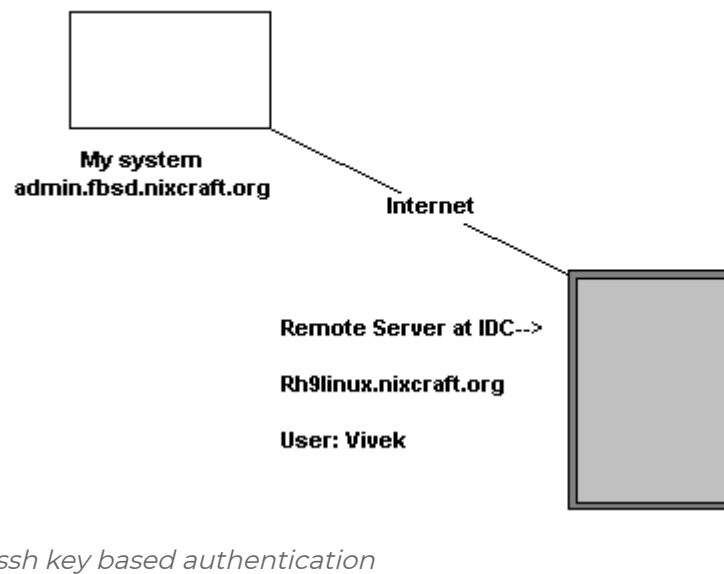 My system
admin.fbsd.nixcraft.org
Internet
Remote Server at IDC-->
Rh9linux.nixcraft.org
User: Vivek
ssh key based authentication